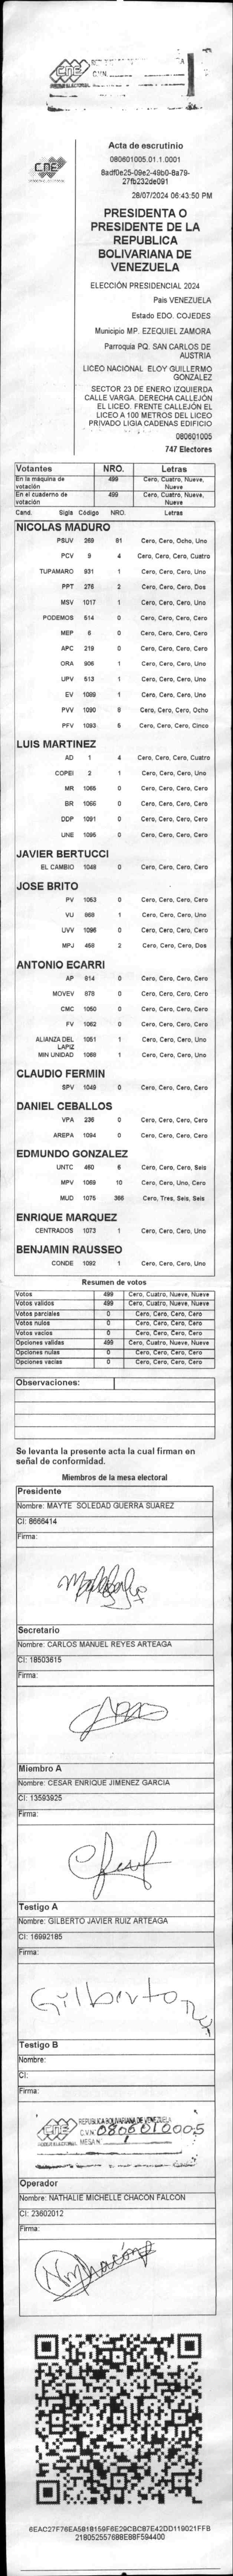 CNE
C.V.N.
CNE
Acta de escrutinio
080601005.01.1.0001
8adf0e25-09e2-49b0-8a79-
27fb232de091
28/07/2024 06:43:50 PM
PRESIDENTA O
PRESIDENTE DE LA
REPUBLICA
BOLIVARIANA DE
VENEZUELA
ELECCIÓN PRESIDENCIAL 2024
Pais VENEZUELA
Estado EDO. COJEDES
Municipio MP. EZEQUIEL ZAMORA
Parroquia PQ. SAN CARLOS DE
AUSTRIA
LICEO NACIONAL ELOY GUILLERMO
GONZALEZ
SECTOR 23 DE ENERO IZQUIERDA
CALLE VARGA. DERECHA CALLEJÓN
EL LICEO. FRENTE CALLEJÓN EL
LICEO A 100 METROS DEL LICEO
PRIVADO LIGIA CADENAS EDIFICIO
080601005
747 Electores
Votantes NRO. Letras
En la máquina de votación 499 Cero, Cuatro, Nueve, Nueve
En el cuaderno de votación 499 Cero, Cuatro, Nueve, Nueve
Cand. Sigla Código NRO. Letras
NICOLAS MADURO
PSUV 269 81 Cero, Cero, Ocho, Uno
PCV 9 4 Cero, Cero, Cero, Cuatro
TUPAMARO 931 1 Cero, Cero, Cero, Uno
PPT 276 2 Cero, Cero, Cero, Dos
MSV 1017 1 Cero, Cero, Cero, Uno
PODEMOS 514 0 Cero, Cero, Cero, Cero
MEP 6 0 Cero, Cero, Cero, Cero
APC 219 0 Cero, Cero, Cero, Cero
ORA 906 1 Cero, Cero, Cero, Uno
UPV 513 1 Cero, Cero, Cero, Uno
EV 1089 1 Cero, Cero, Cero, Uno
PVV 1090 8 Cero, Cero, Cero, Ocho
PFV 1093 5 Cero, Cero, Cero, Cinco
LUIS MARTINEZ
AD 1 4 Cero, Cero, Cero, Cuatro
COPEI 2 1 Cero, Cero, Cero, Uno
MR 1065 0 Cero, Cero, Cero, Cero
BR 1066 0 Cero, Cero, Cero, Cero
DDP 1091 0 Cero, Cero, Cero, Cero
UNE 1095 0 Cero, Cero, Cero, Cero
JAVIER BERTUCCI
EL CAMBIO 1048 0 Cero, Cero, Cero, Cero
JOSE BRITO
PV 1053 0 Cero, Cero, Cero, Cero
VU 868 1 Cero, Cero, Cero, Uno
UVV 1096 0 Cero, Cero, Cero, Cero
MPJ 458 2 Cero, Cero, Cero, Dos
ANTONIO ECARRI
AP 814 0 Cero, Cero, Cero, Cero
MOVEV 878 0 Cero, Cero, Cero, Cero
CMC 1050 0 Cero, Cero, Cero, Cero
FV 1062 0 Cero, Cero, Cero, Cero
ALIANZA DEL LAPIZ 1051 1 Cero, Cero, Cero, Uno
MIN UNIDAD 1068 1 Cero, Cero, Cero, Uno
CLAUDIO FERMIN
SPV 1049 0 Cero, Cero, Cero, Cero
DANIEL CEBALLOS
VPA 236 0 Cero, Cero, Cero, Cero
AREPA 1094 0 Cero, Cero, Cero, Cero
EDMUNDO GONZALEZ
UNTC 460 6 Cero, Cero, Cero, Seis
MPV 1069 10 Cero, Cero, Uno, Cero
MUD 1075 366 Cero, Tres, Seis, Seis
ENRIQUE MARQUEZ
CENTRADOS 1073 1 Cero, Cero, Cero, Uno
BENJAMIN RAUSSEO
CONDE 1092 1 Cero, Cero, Cero, Uno
Resumen de votos
Votos 499 Cero, Cuatro, Nueve, Nueve
Votos validos 499 Cero, Cuatro, Nueve, Nueve
Votos parciales 0 Cero, Cero, Cero, Cero
Votos nulos 0 Cero, Cero, Cero, Cero
Votos vacios 0 Cero, Cero, Cero, Cero
Opciones validas 499 Cero, Cuatro, Nueve, Nueve
Opciones nulas 0 Cero, Cero, Cero, Cero
Opciones vacias 0 Cero, Cero, Cero, Cero
Observaciones:
Se levanta la presente acta la cual firman en
señal de conformidad.
Miembros de la mesa electoral
Presidente
Nombre: MAYTE SOLEDAD GUERRA SUAREZ
CI: 8666414
Firma:
Secretario
Nombre: CARLOS MANUEL REYES ARTEAGA
CI: 18503615
Firma:
Miembro A
Nombre: CESAR ENRIQUE JIMENEZ GARCIA
CI: 13593925
Firma:
Testigo A
Nombre: GILBERTO JAVIER RUIZ ARTEAGA
CI: 16992185
Firma:
Gilberto
Testigo B
Nombre:
CI:
Firma:
CNE
REPUBLICA BOLIVARIANA DE VENEZUELA
C.V.N° 080601005
MESA N° 1
Operador
Nombre: NATHALIE MICHELLE CHACÓN FALCÓN
CI: 23602012
Firma:
NMchacónf
6EAC27F76EA5818159F6E29CBC87E42DD119021FFB
218052557688E88F594400